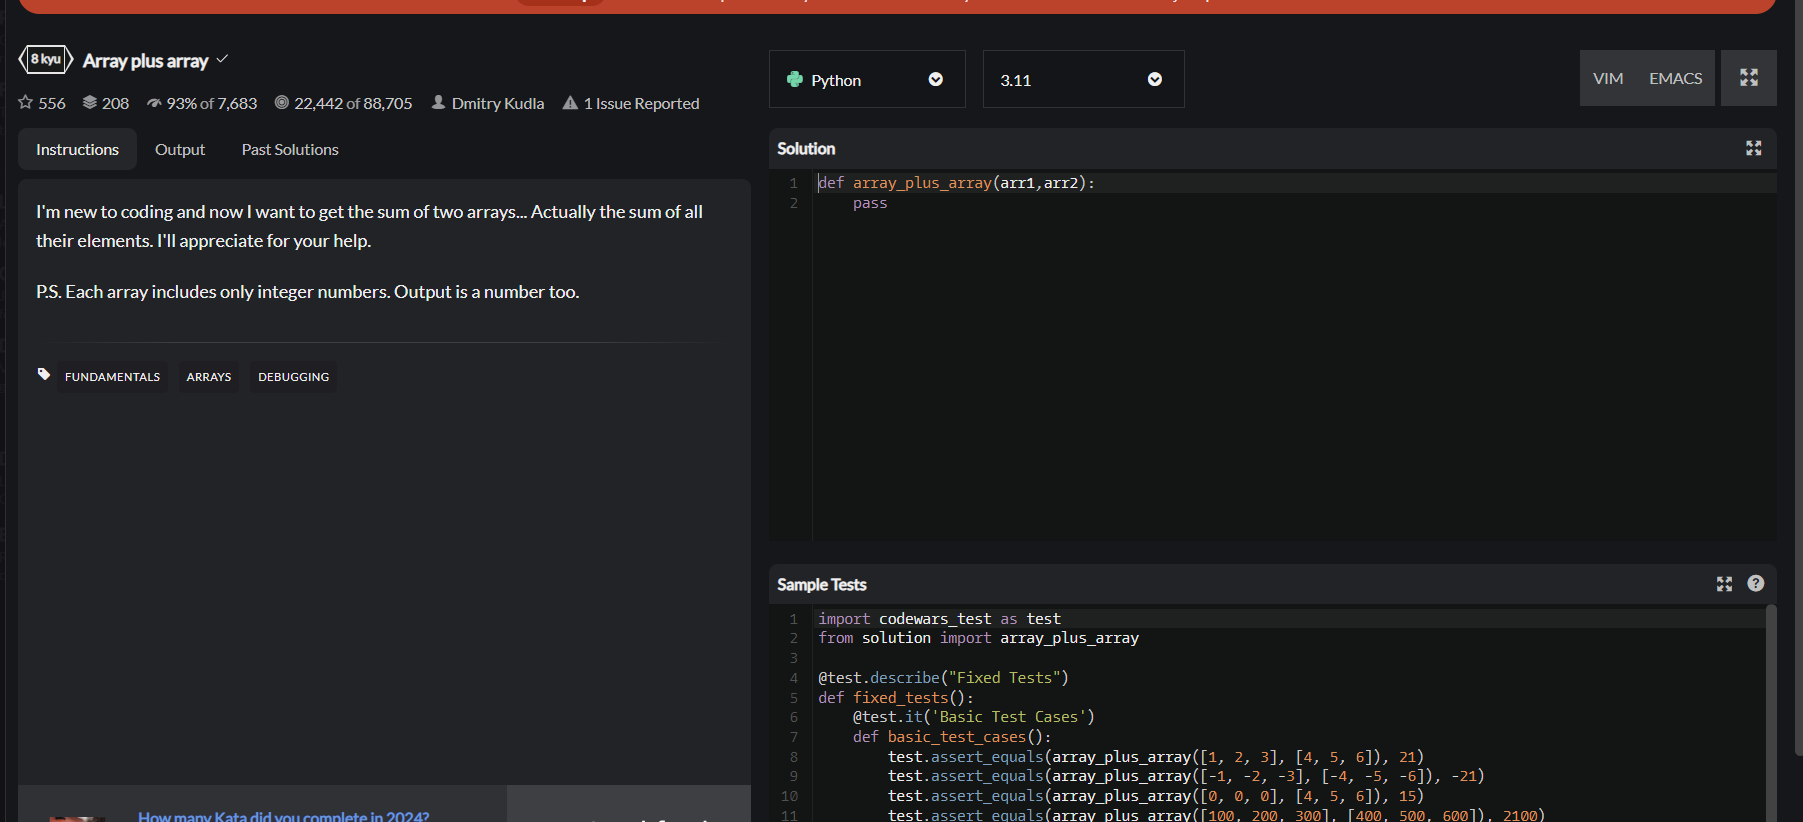 8 kyu Array plus array
556 208 93% of 7,683 22,442 of 88,705 Dmitry Kudla 1 Issue Reported
Instructions Output Past Solutions
I'm new to coding and now I want to get the sum of two arrays... Actually the sum of all
their elements. I'll appreciate for your help.
P.S. Each array includes only integer numbers. Output is a number too.
FUNDAMENTALS ARRAYS DEBUGGING
How many Kata did you complete in 2024?
Python 3.11 VIM EMACS
Solution
1 def array_plus_array(arr1,arr2):
2     pass
Sample Tests
1 import codewars_test as test
2 from solution import array_plus_array
3
4 @test.describe("Fixed Tests")
5 def fixed_tests():
6     @test.it('Basic Test Cases')
7     def basic_test_cases():
8         test.assert_equals(array_plus_array([1, 2, 3], [4, 5, 6]), 21)
9         test.assert_equals(array_plus_array([-1, -2, -3], [-4, -5, -6]), -21)
10         test.assert_equals(array_plus_array([0, 0, 0], [4, 5, 6]), 15)
11         test.assert_equals(array_plus_array([100, 200, 300], [400, 500, 600]), 2100)